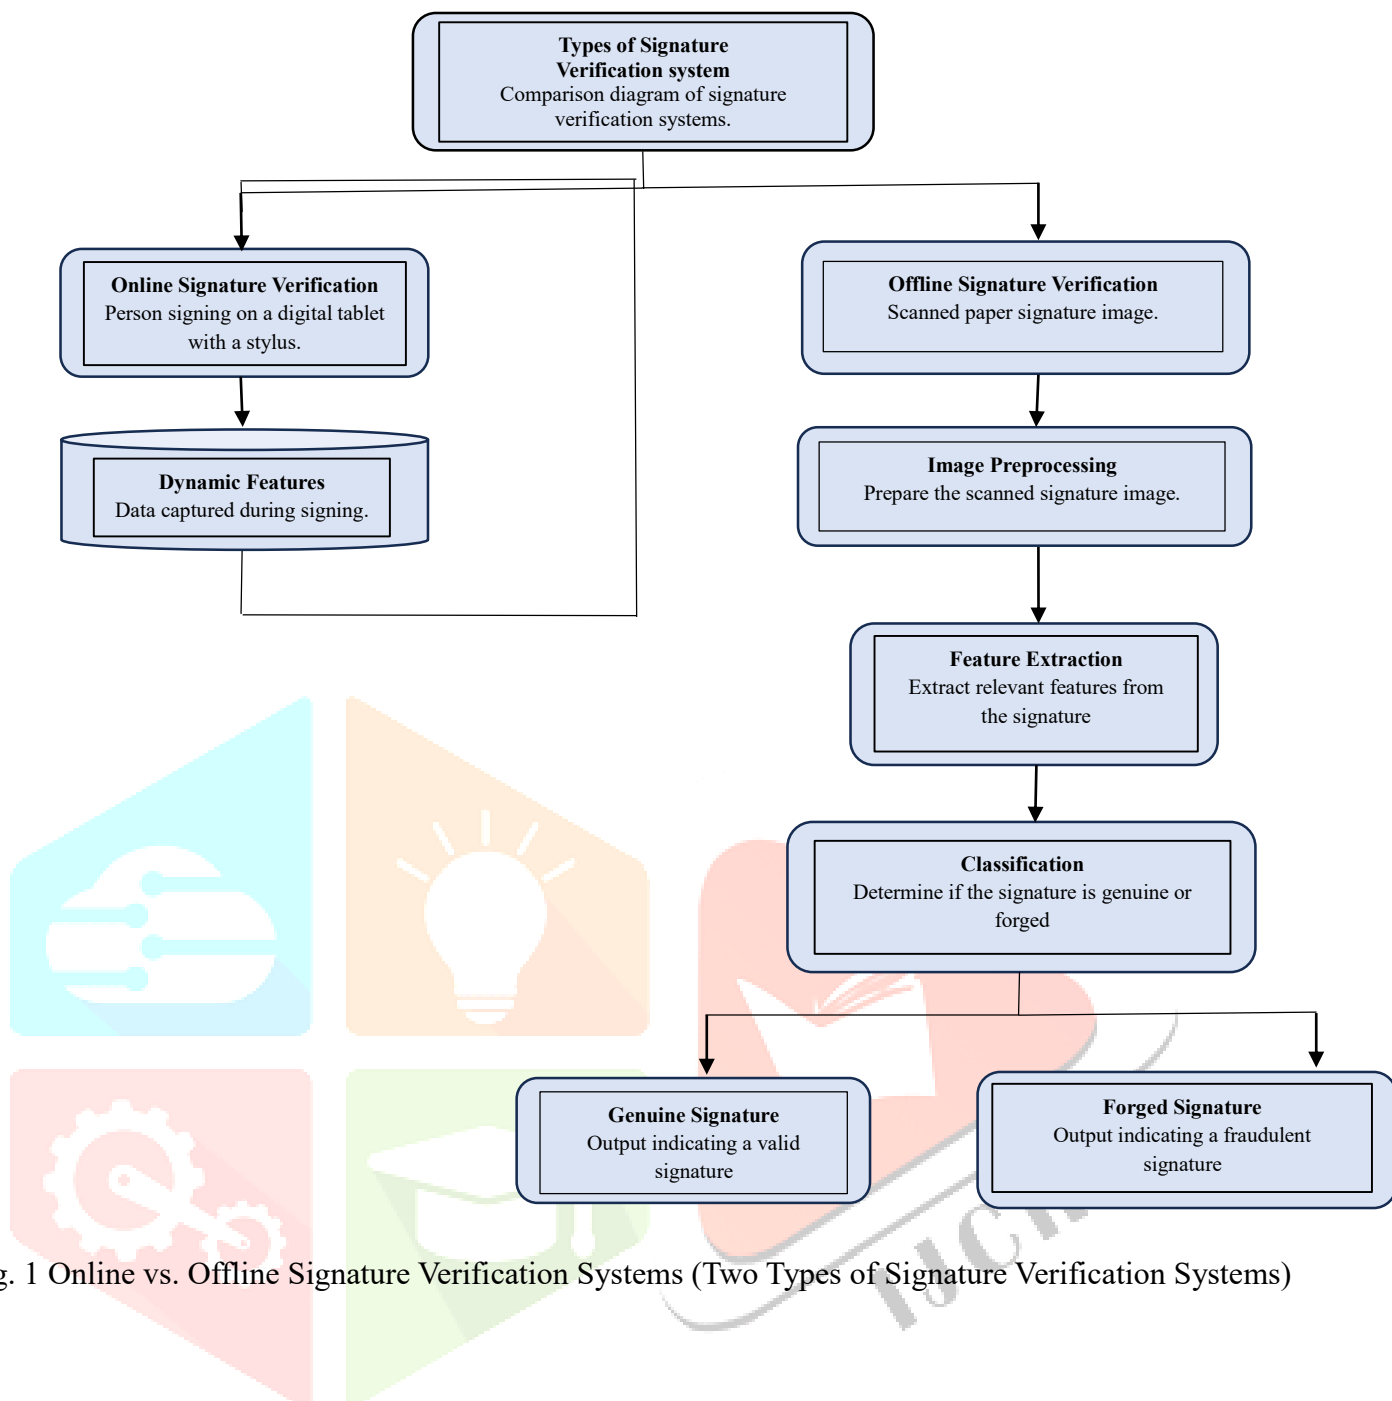 Types of Signature
Verification system
Comparison diagram of signature
verification systems.
Online Signature Verification
Person signing on a digital tablet
with a stylus.
Dynamic Features
Data captured during signing.
Offline Signature Verification
Scanned paper signature image.
Image Preprocessing
Prepare the scanned signature image.
Feature Extraction
Extract relevant features from
the signature
Classification
Determine if the signature is genuine or
forged
Genuine Signature
Output indicating a valid
signature
Forged Signature
Output indicating a fraudulent
signature
g. 1 Online vs. Offline Signature Verification Systems (Two Types of Signature Verification Systems)